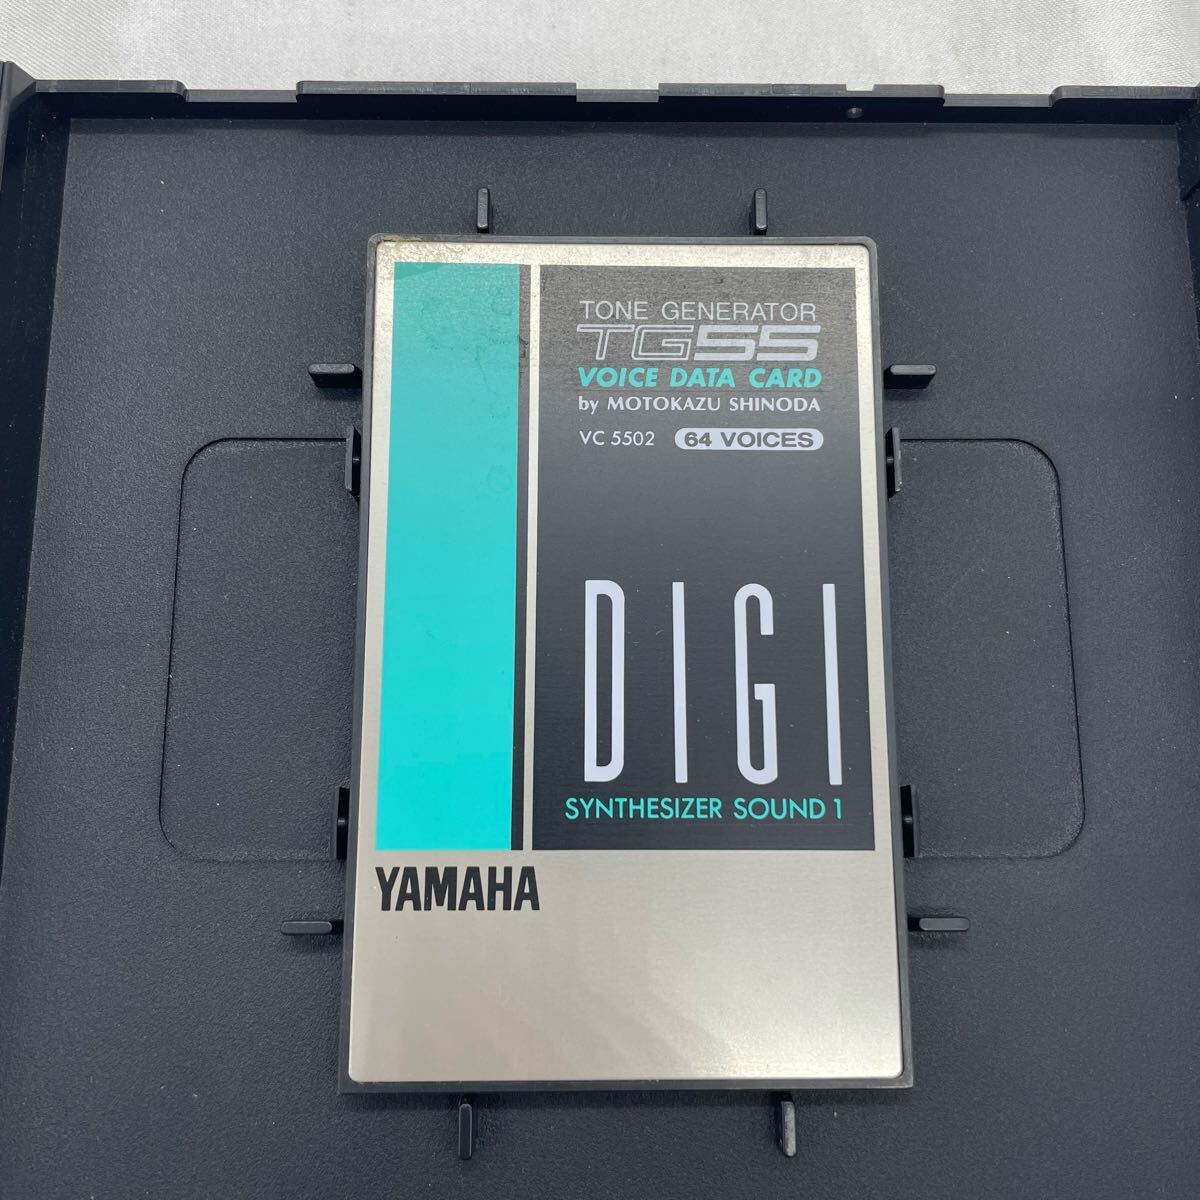 TONE GENERATOR
TG55
VOICE DATA CARD
by MOTOKAZU SHINODA
VC 5502 64 VOICES
DIGI
SYNTHESIZER SOUND 1
YAMAHA